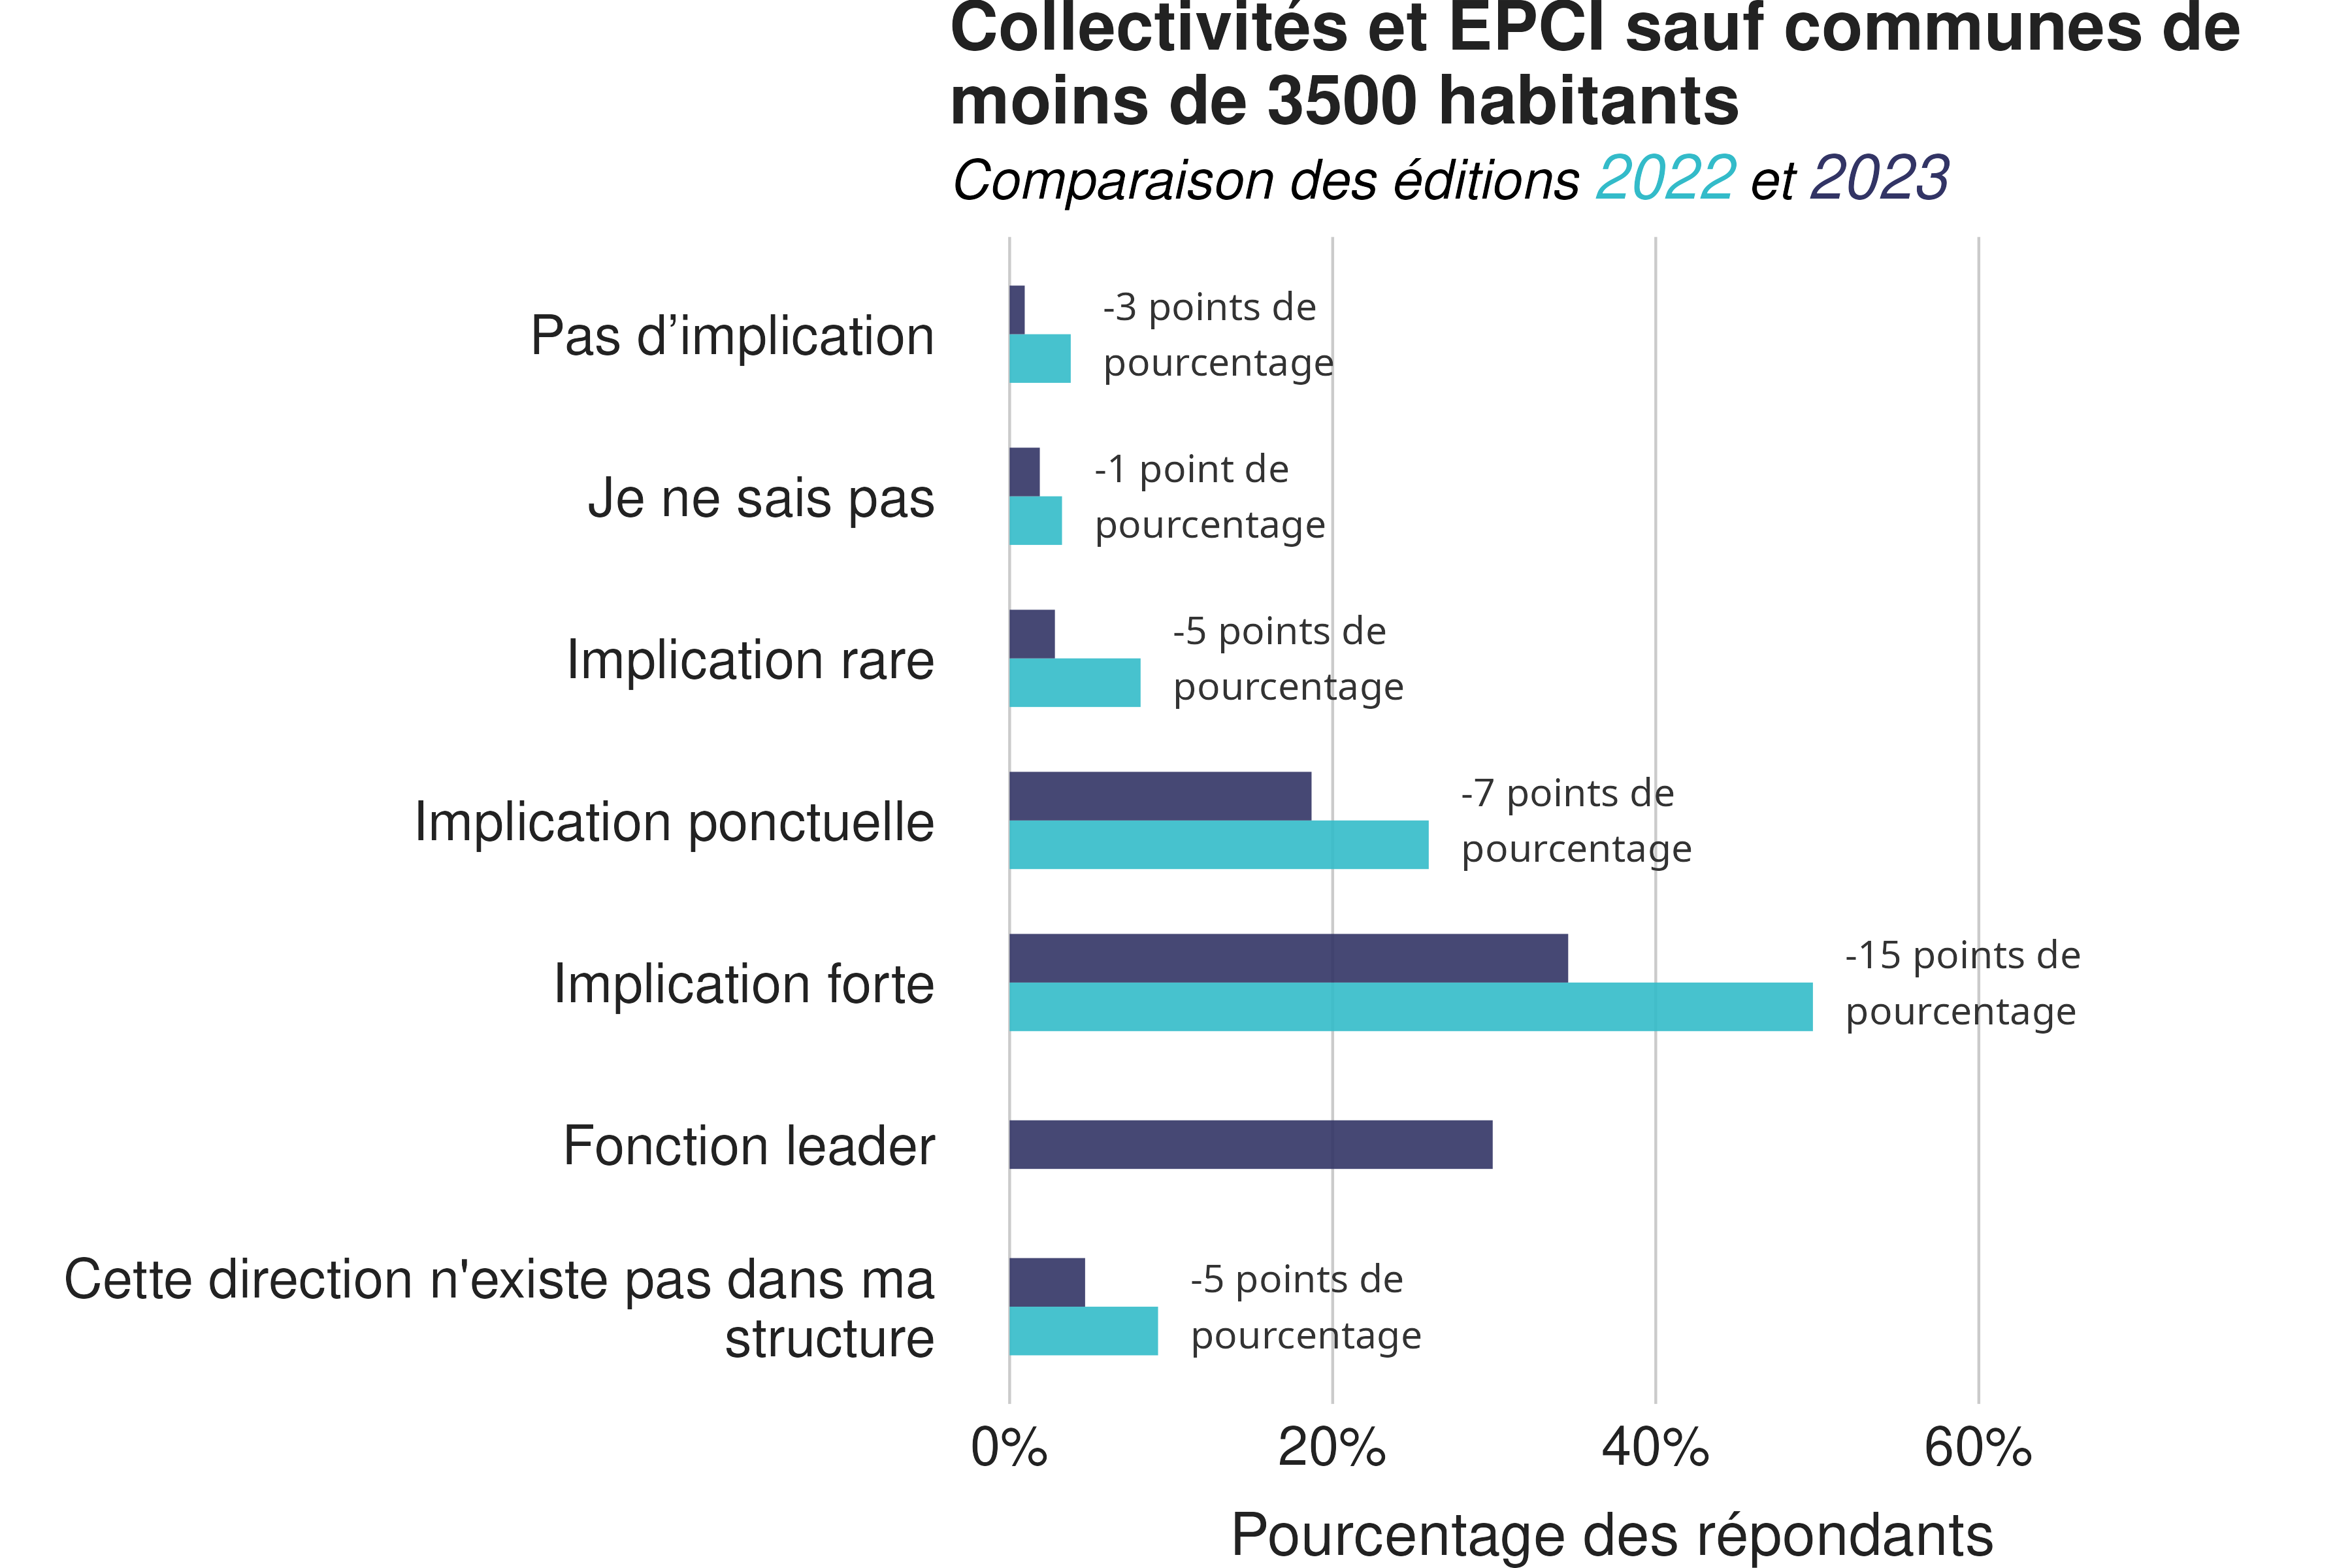 Collectivités et EPCI sauf communes de
moins de 3500 habitants
Comparaison des éditions 2022 et 2023
Pas d’implication
-3 points de
pourcentage
Je ne sais pas
-1 point de
pourcentage
Implication rare
-5 points de
pourcentage
Implication ponctuelle
-7 points de
pourcentage
Implication forte
-15 points de
pourcentage
Fonction leader
Cette direction n'existe pas dans ma
structure
-5 points de
pourcentage
0%
20%
40%
60%
Pourcentage des répondants